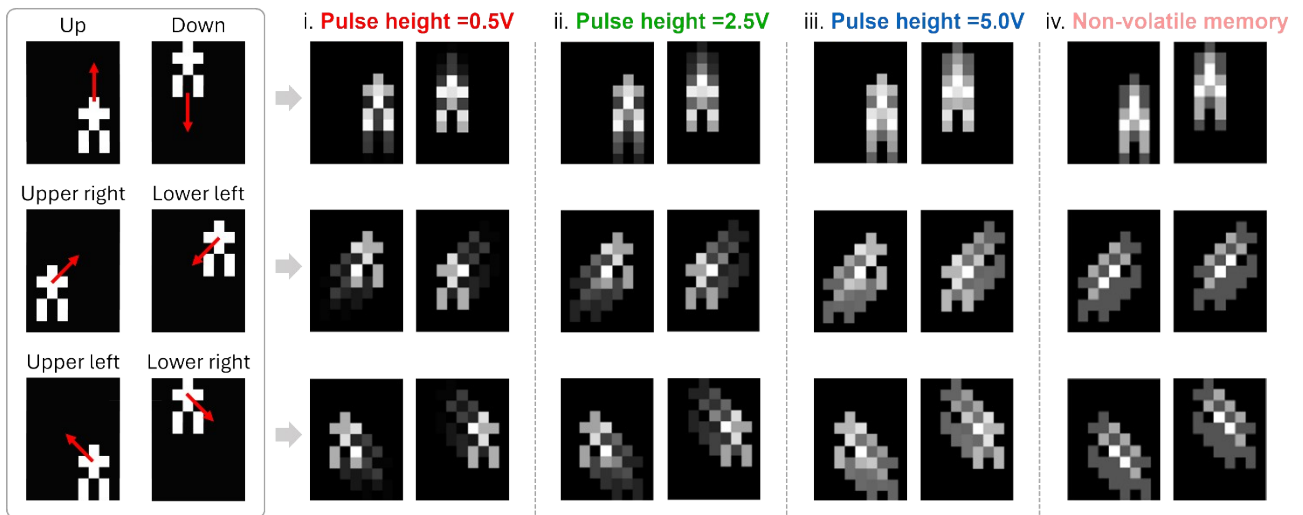 Up Down i. Pulse height =0.5V ii. Pulse height =2.5V iii. Pulse height =5.0V iv. Non-volatile memory
Upper right Lower left
Upper left Lower right